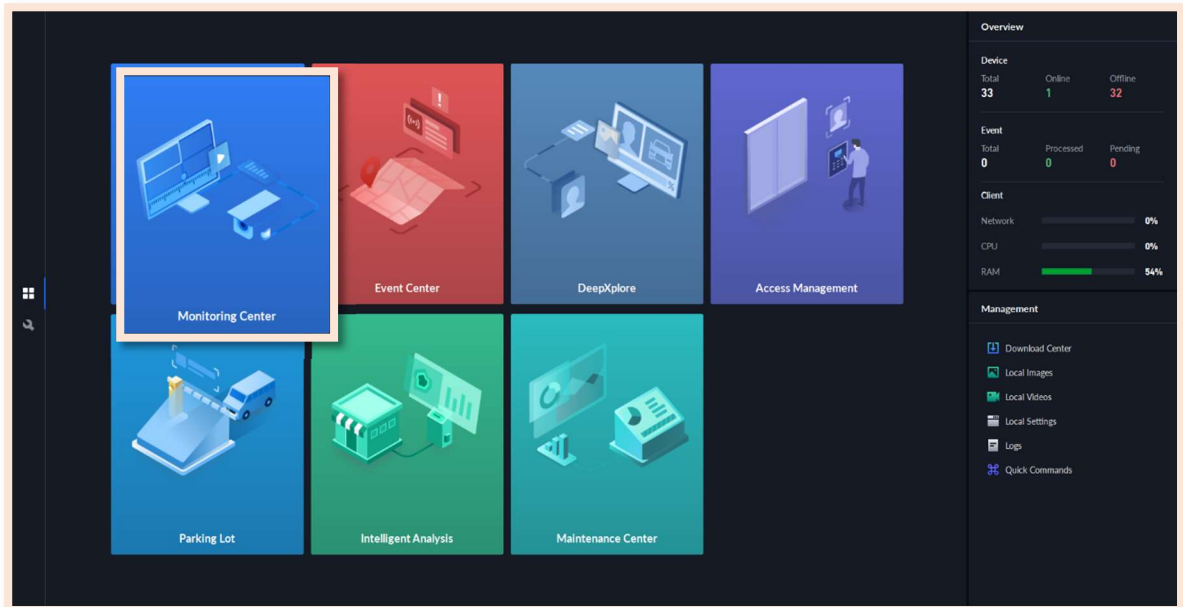 Monitoring Center
Event Center
DeepXplore
Access Management
Parking Lot
Intelligent Analysis
Maintenance Center
Overview
Device
Total Online Offline
33 1 32
Event
Total Processed Pending
0 0 0
Client
Network 0%
CPU 0%
RAM 54%
Management
Download Center
Local Images
Local Videos
Local Settings
Logs
Quick Commands